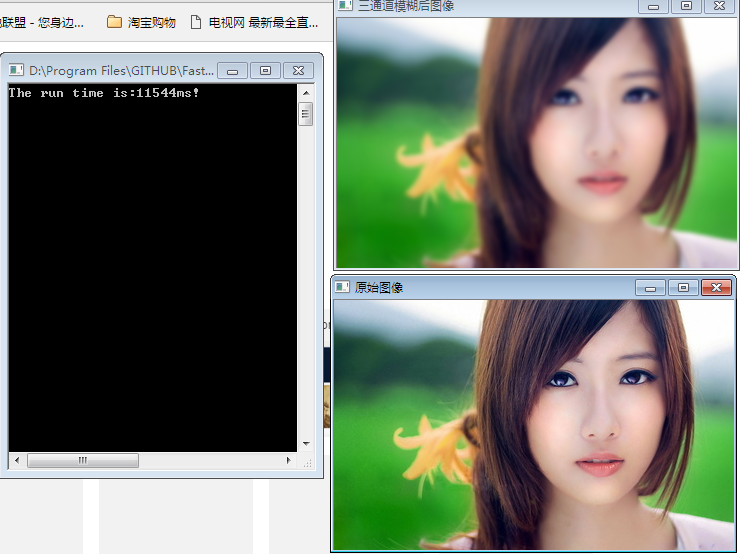 联盟 - 您身边...
淘宝购物
电视网 最新最全直...
三通道模糊后图像
D:\Program Files\GITHUB\Fast...
The run time is:11544ms!
原始图像